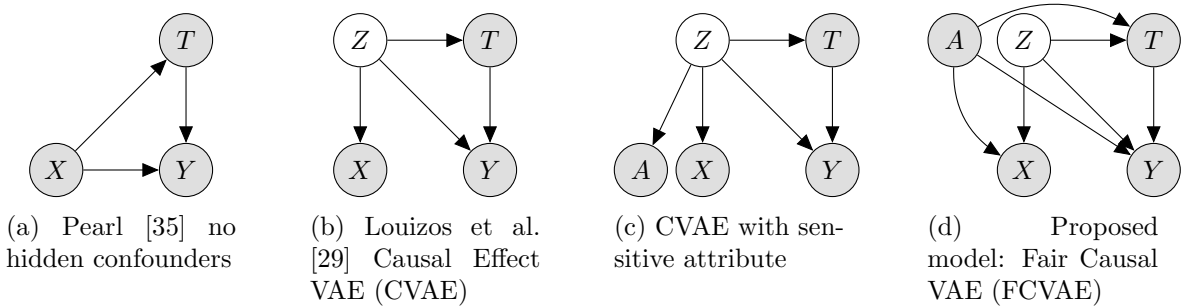 T
X
Y
(a) Pearl [35] no
hidden confounders
Z
T
X
Y
(b) Louizos et al.
[29] Causal Effect
VAE (CVAE)
Z
T
A
X
Y
(c) CVAE with sen-
sitive attribute
A
Z
T
X
Y
(d) Proposed
model: Fair Causal
VAE (FCVAE)